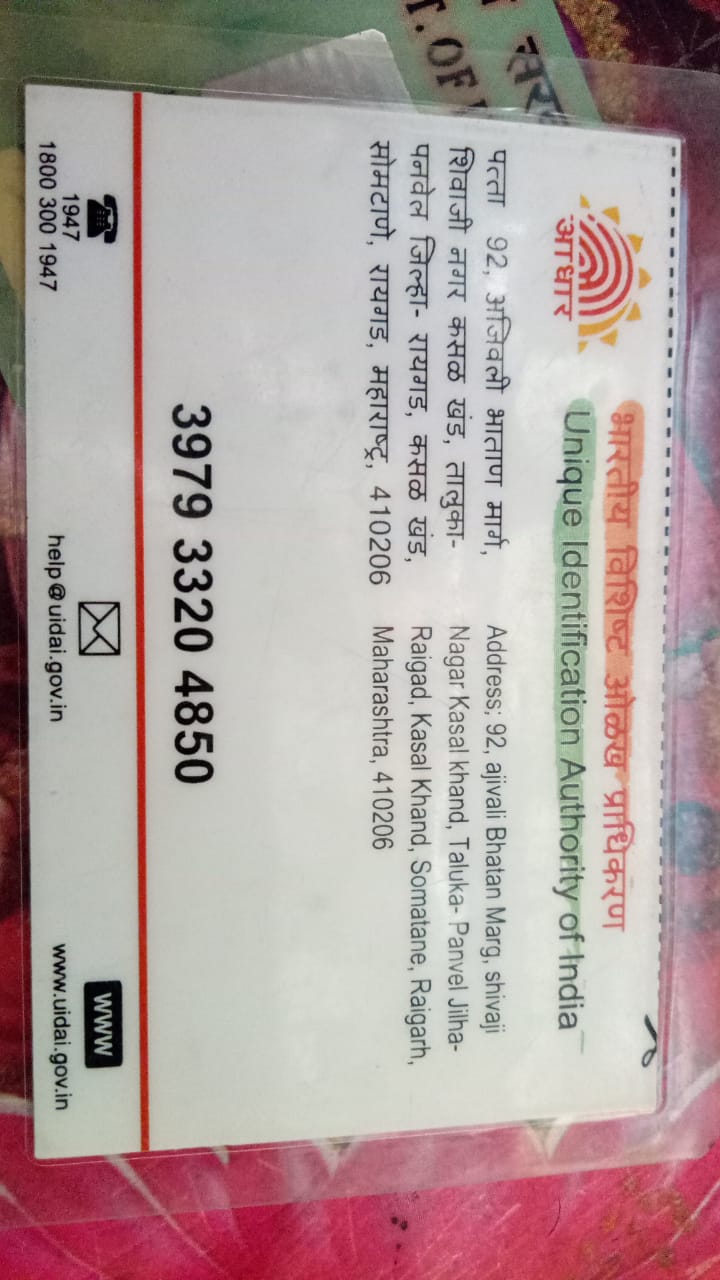 त सर
T. OF
आधार
भारतीय विशिष्ट ओळख प्राधिकरण
Unique Identification Authority of India
पत्ता 92, अजिवली भाताण मार्ग,
शिवाजी नगर कसळ खंड, तालुका-
पनवेल जिल्हा- रायगड, कसळ खंड,
सोमटाणे, रायगड, महाराष्ट्र, 410206
Address; 92, ajivali Bhatan Marg, shivaji
Nagar Kasal khand, Taluka- Panvel Jilha-
Raigad, Kasal Khand, Somatane, Raigarh,
Maharashtra, 410206
3979 3320 4850
1947
1800 300 1947
help@uidai.gov.in
www
www.uidai.gov.in